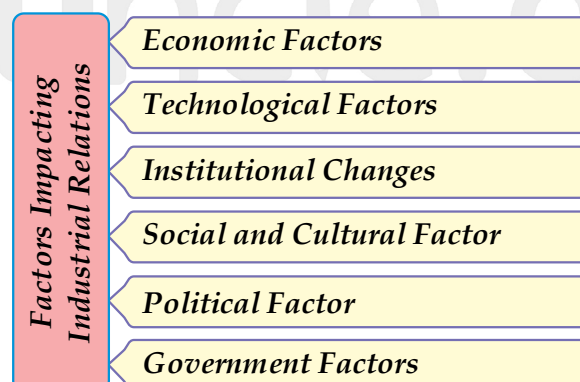 Factors Impacting
Industrial Relations
Economic Factors
Technological Factors
Institutional Changes
Social and Cultural Factor
Political Factor
Government Factors